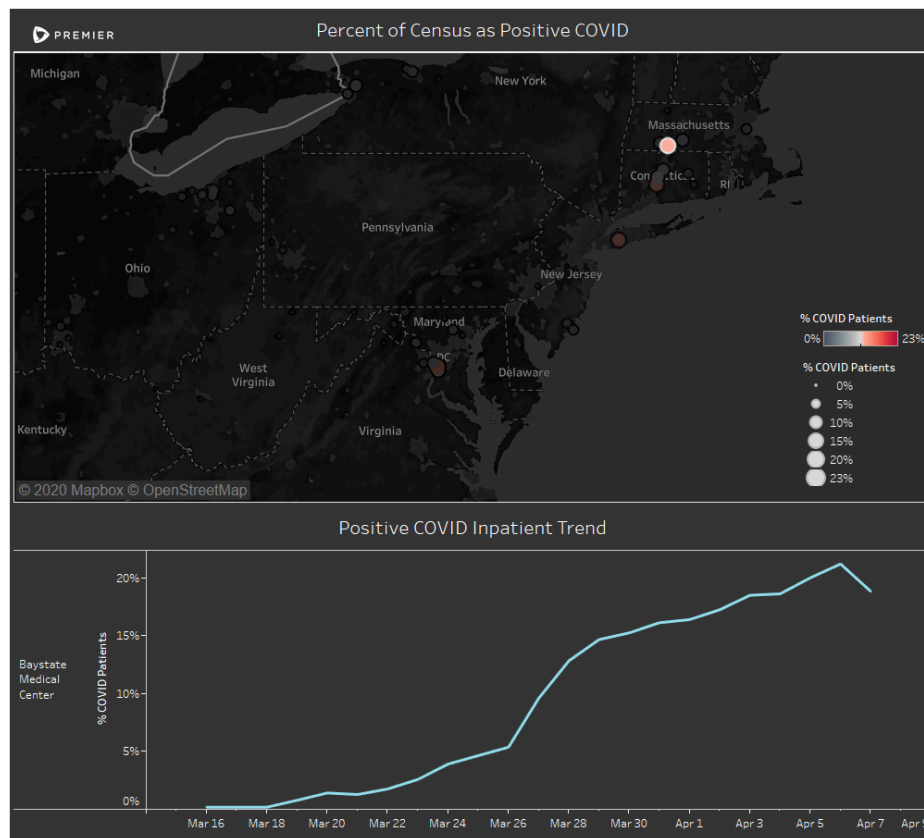 PREMIER
Percent of Census as Positive COVID
Michigan
New York
Massachusetts
RI
Pennsylvania
Ohio
New Jersey
Maryland
DC
West
Virginia
Delaware
Kentucky
Virginia
% COVID Patients
0%
23%
% COVID Patients
0%
5%
10%
15%
20%
23%
© 2020 Mapbox © OpenStreetMap
Positive COVID Inpatient Trend
Baystate
Medical
Center
% COVID Patients
20%
15%
10%
5%
0%
Mar 16
Mar 18
Mar 20
Mar 22
Mar 24
Mar 26
Mar 28
Mar 30
Apr 1
Apr 3
Apr 5
Apr 7